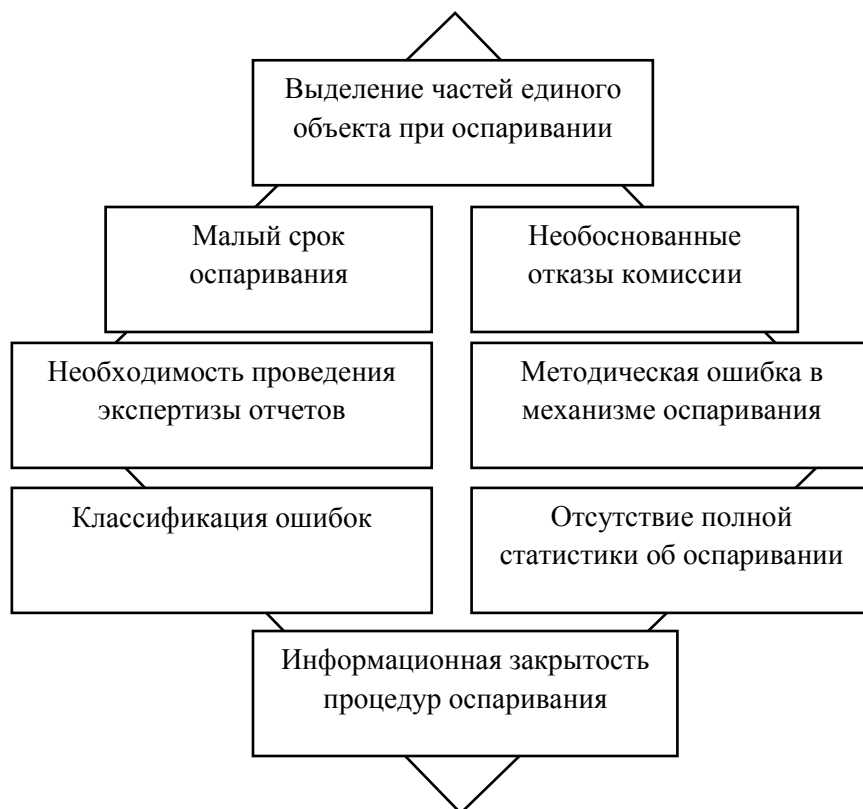 Выделение частей единого
объекта при оспаривании
Малый срок
оспаривания
Необоснованные
отказы комиссии
Необходимость проведения
экспертизы отчетов
Методическая ошибка в
механизме оспаривания
Классификация ошибок
Отсутствие полной
статистики об оспаривании
Информационная закрытость
процедур оспаривания